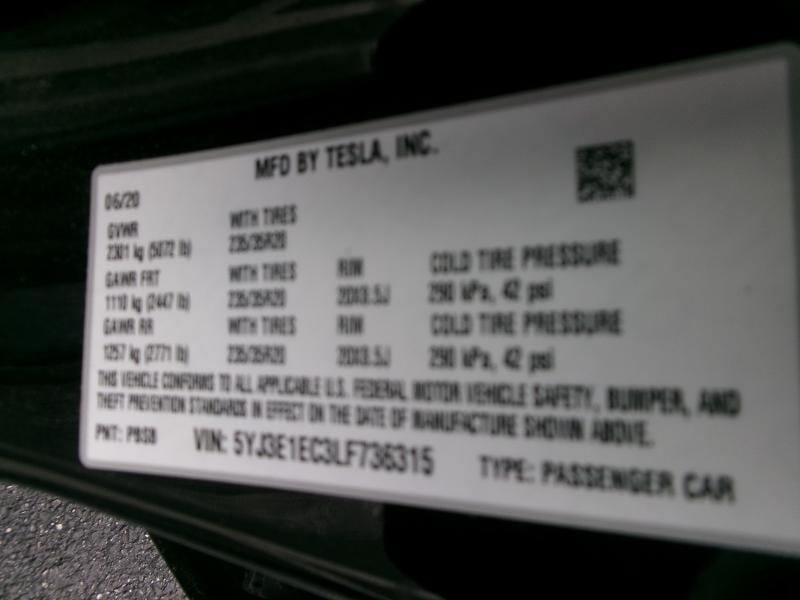 MFD BY TESLA, INC.
06/20
GVWR WITH TIRES
2301 kg (5072 lb) 235/35R20
GAWR FRT WITH TIRES RIM COLD TIRE PRESSURE
1110 kg (2447 lb) 235/35R20 290 kPa, 42 psi
GAWR RR WITH TIRES RIM COLD TIRE PRESSURE
1257 kg (2771 lb) 235/35R20 290 kPa, 42 psi
THIS VEHICLE CONFORMS TO ALL APPLICABLE U.S. FEDERAL MOTOR VEHICLE SAFETY, BUMPER, AND
THEFT PREVENTION STANDARDS IN EFFECT ON THE DATE OF MANUFACTURE SHOWN ABOVE.
PNT: PBSB VIN: 5YJ3E1EC3LF736315 TYPE: PASSENGER CAR